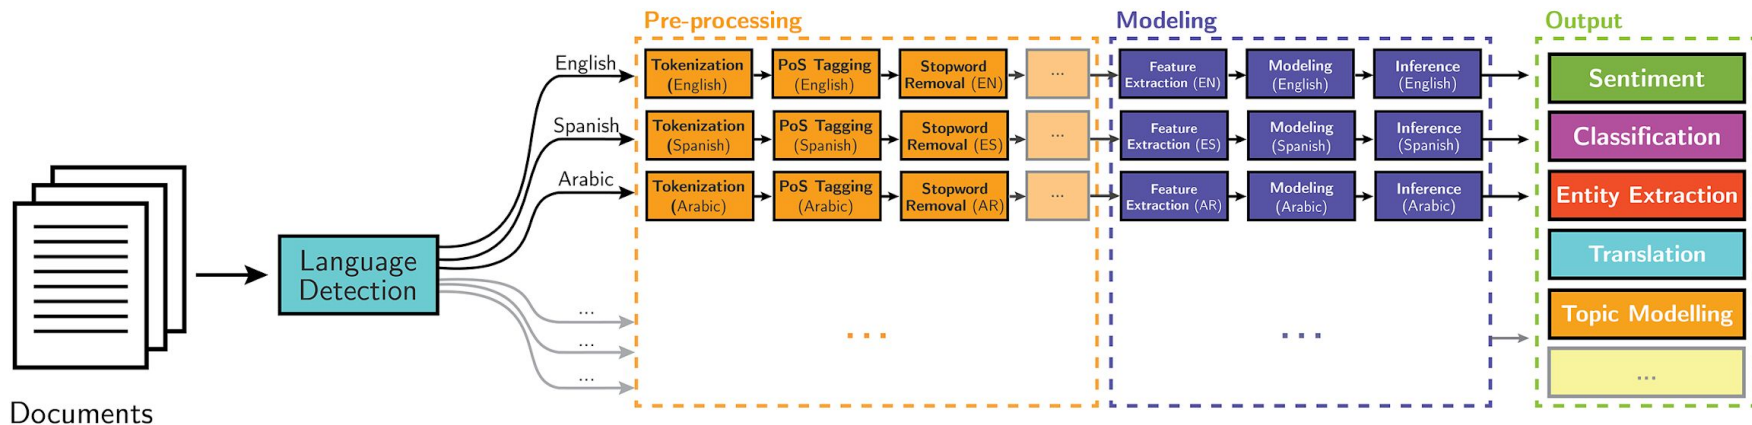 Pre-processing
Modeling
Output
English
Tokenization
(English)
PoS Tagging
(English)
Stopword
Removal (EN)
...
Feature
Extraction (EN)
Modeling
(English)
Inference
(English)
Sentiment
Spanish
Tokenization
(Spanish)
PoS Tagging
(Spanish)
Stopword
Removal (ES)
...
Feature
Extraction (ES)
Modeling
(Spanish)
Inference
(Spanish)
Classification
Arabic
Tokenization
(Arabic)
PoS Tagging
(Arabic)
Stopword
Removal (AR)
...
Feature
Extraction (AR)
Modeling
(Arabic)
Inference
(Arabic)
Entity Extraction
Language
Detection
Translation
...
...
...
...
...
Topic Modelling
...
Documents